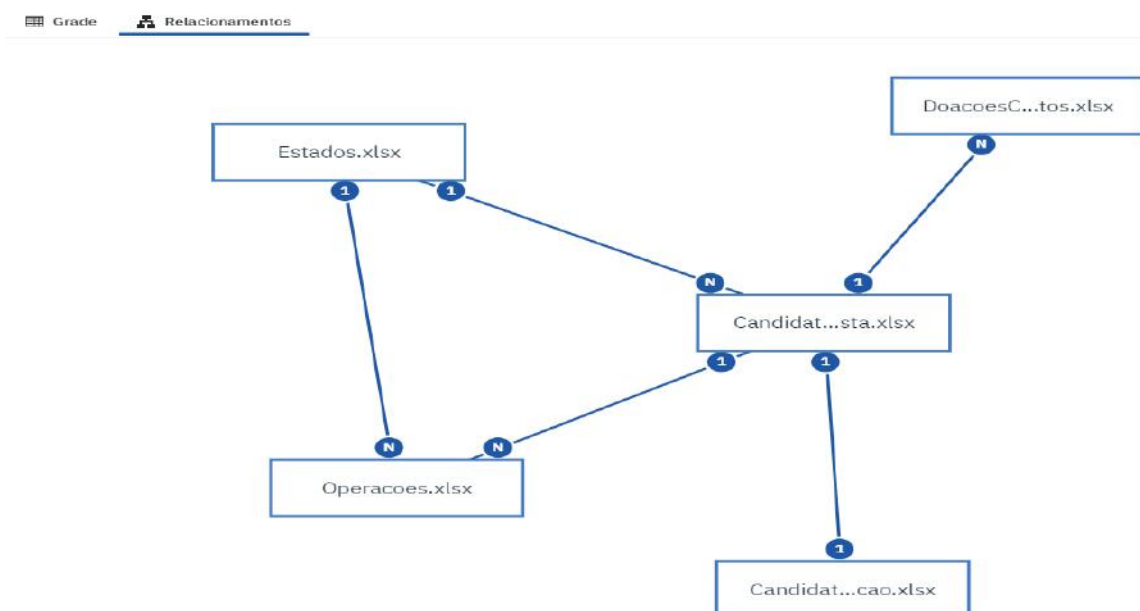 Grade Relacionamentos
DoacoesC...tos.xlsx
Estados.xlsx
N
1 1
N 1
Candidat...sta.xlsx
1 1
N N
Operacoes.xlsx
1
Candidat...cao.xlsx